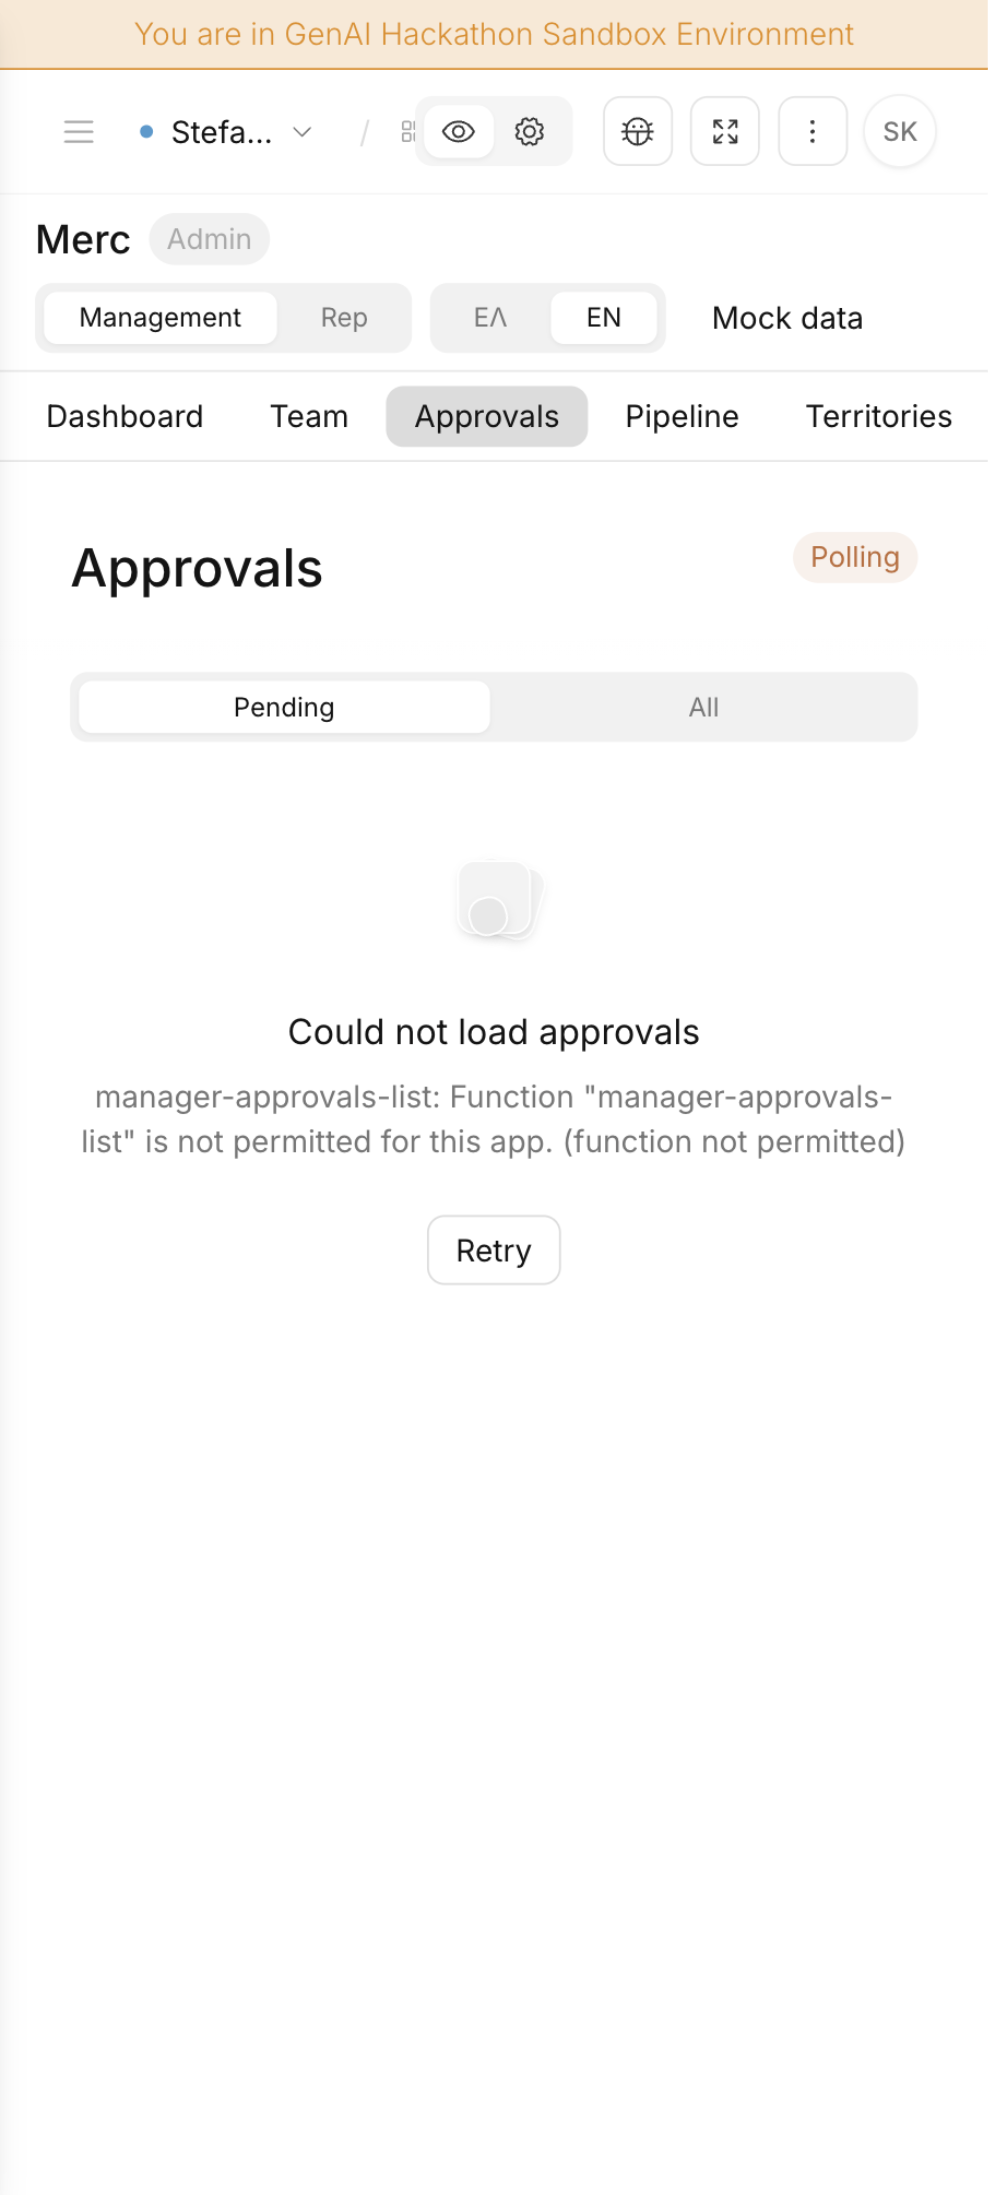 You are in GenAI Hackathon Sandbox Environment
Stefa...
/
SK
Merc
Admin
Management
Rep
ΕΛ
EN
Mock data
Dashboard
Team
Approvals
Pipeline
Territories
Approvals
Polling
Pending
All
Could not load approvals
manager-approvals-list: Function "manager-approvals-
list" is not permitted for this app. (function not permitted)
Retry